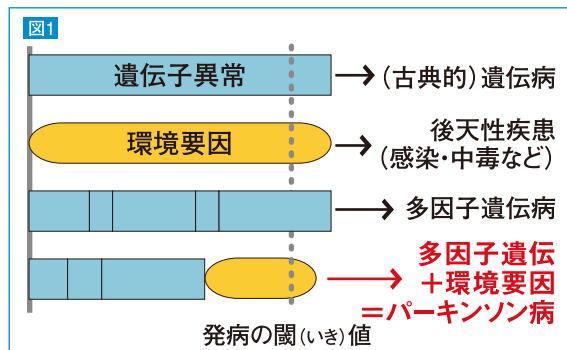 図1
遺伝子異常
(古典的)遺伝病
環境要因
後天性疾患
(感染・中毒など)
多因子遺伝病
多因子遺伝
+環境要因
=パーキンソン病
発病の閾(いき)値